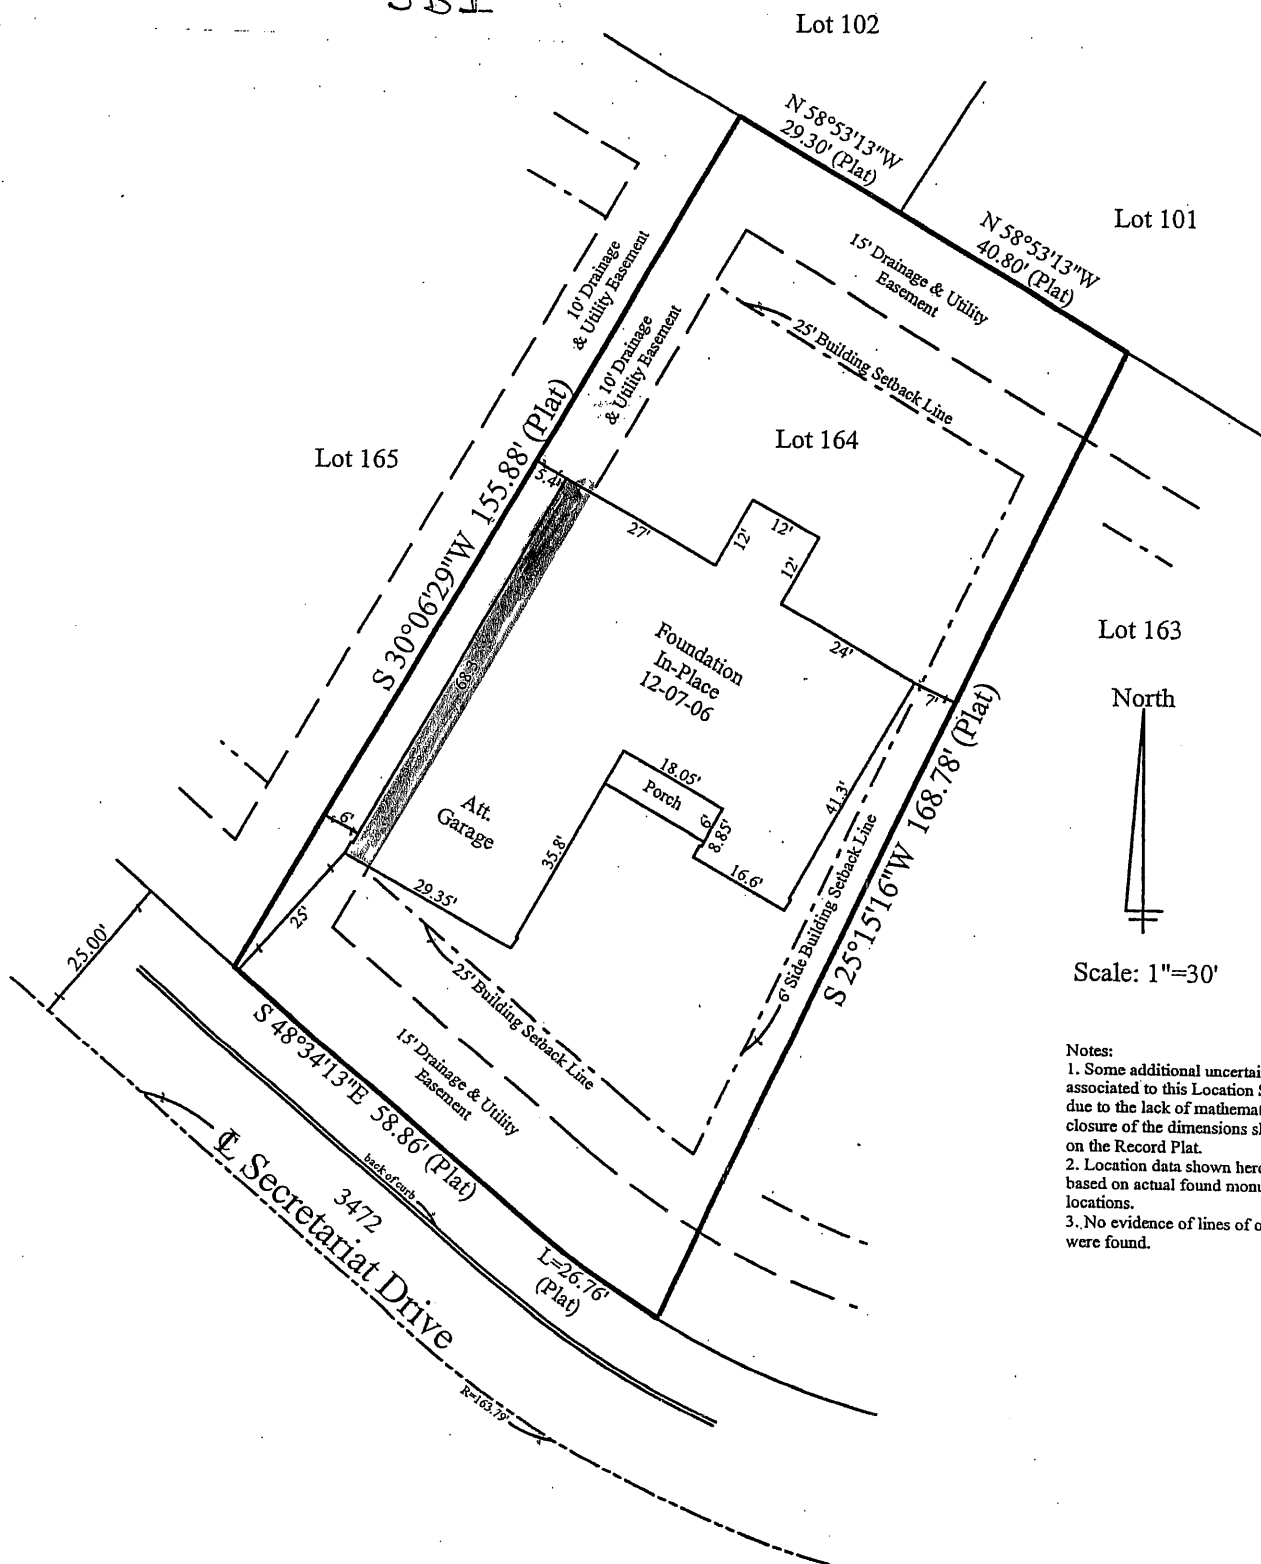 Lot 102
N 58°53'13"W
29.30' (Plat)
Lot 101
N 58°53'13"W
40.80' (Plat)
15' Drainage & Utility
Easement
10' Drainage
& Utility Easement
10' Drainage
& Utility Easement
25' Building Setback Line
Lot 164
Lot 165
S 30°06'29"W 155.88' (Plat)
5.4'
27'
12'
12'
12'
24'
7'
Foundation
In-Place
12-07-06
Lot 163
North
68.3'
18.05'
Porch
6'
8.85'
16.6'
41.3'
Att.
Garage
35.8'
6'
29.35'
25'
25.00'
6' Side Building Setback Line
S 25°15'16"W 168.78' (Plat)
Scale: 1"=30'
25' Building Setback Line
15' Drainage & Utility
Easement
S 48°34'13"E 58.86' (Plat)
back of curb
L=26.76'
(Plat)
3472
℄ Secretariat Drive
R=163.79'
Notes:
1. Some additional uncertai
associated to this Location S
due to the lack of mathemat
closure of the dimensions s
on the Record Plat.
2. Location data shown here
based on actual found monu
locations.
3. No evidence of lines of o
were found.